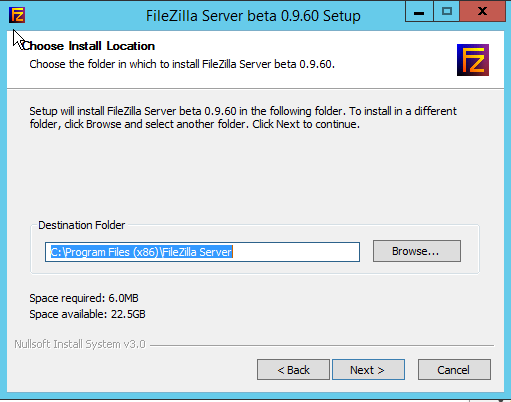 FileZilla Server beta 0.9.60 Setup
Choose Install Location
Choose the folder in which to install FileZilla Server beta 0.9.60.
Setup will install FileZilla Server beta 0.9.60 in the following folder. To install in a different
folder, click Browse and select another folder. Click Next to continue.
Destination Folder
C:\Program Files (x86)\FileZilla Server
Browse...
Space required: 6.0MB
Space available: 22.5GB
Nullsoft Install System v3.0
< Back
Next >
Cancel